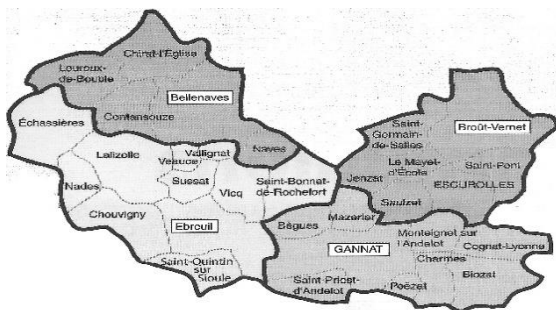 Chirat-l'Église
Louroux-
de-Bouble
Bellenaves
Coutansouze
Échassières
Lalizolle
Veauce
Valignat
Naves
Sussat
Nades
Vicq
Saint-Bonnet-
de-Rochefort
Chouvigny
Ebreuil
Saint-Quintin
sur
Sioule
Saint-
Germain-
de-Salles
Broût-Vernet
Le Mayet-
d'École
Saint-Pont
Jenzat
ESCUROLLES
Saulzet
Bègues
Mazerier
Monteignet sur
l'Andelot
Cognat-Lyonne
GANNAT
Charmes
Biozat
Saint-Priest-
d'Andelot
Poëzat